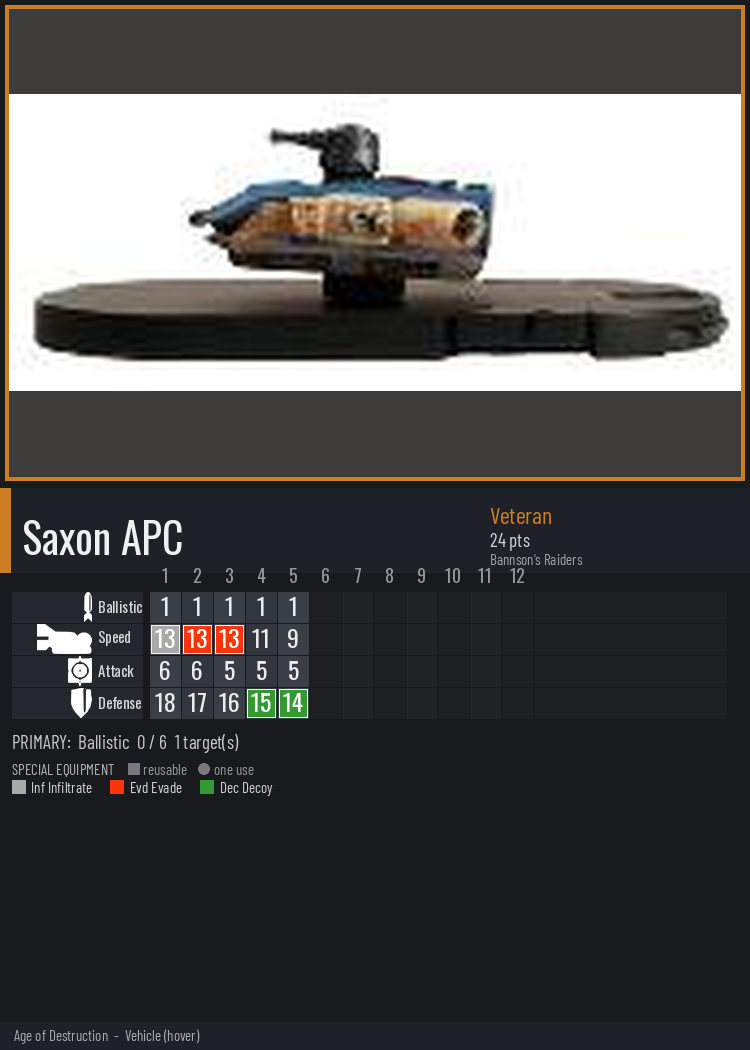 Saxon APC
Veteran
24 pts
Bannson's Raiders
1 2 3 4 5 6 7 8 9 10 11 12
Ballistic 1 1 1 1 1
Speed 13 13 13 11 9
Attack 6 6 5 5 5
Defense 18 17 16 15 14
PRIMARY: Ballistic 0 / 6 1 target(s)
SPECIAL EQUIPMENT reusable one use
Inf Infiltrate Evd Evade Dec Decoy
Age of Destruction - Vehicle (hover)